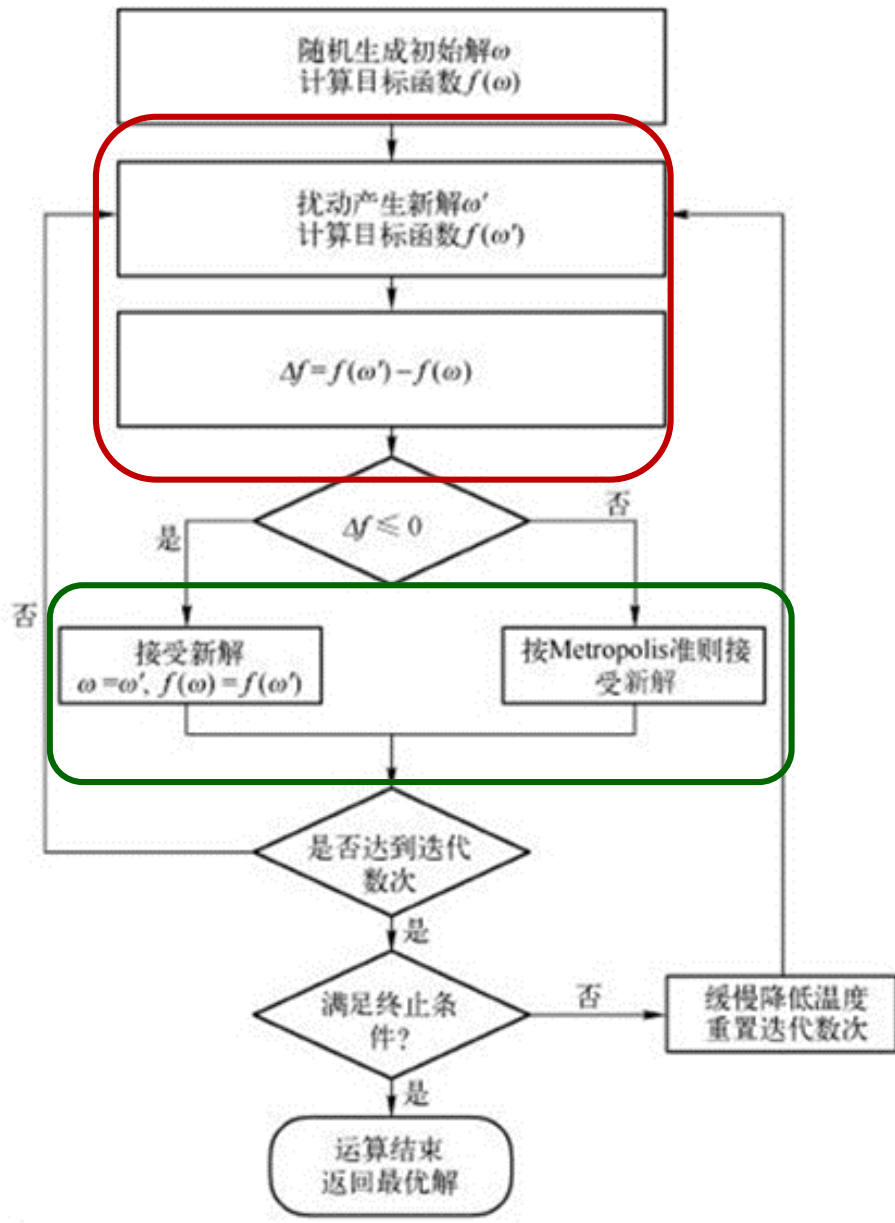 随机生成初始解ω
计算目标函数f(ω)
扰动产生新解ω′
计算目标函数f(ω′)
Δf=f(ω′)-f(ω)
Δf≤0
是
否
接受新解
ω=ω′, f(ω)=f(ω′)
按Metropolis准则接
受新解
否
是否达到迭代
数次
是
满足终止条
件?
否
缓慢降低温度
重置迭代数次
是
运算结束
返回最优解